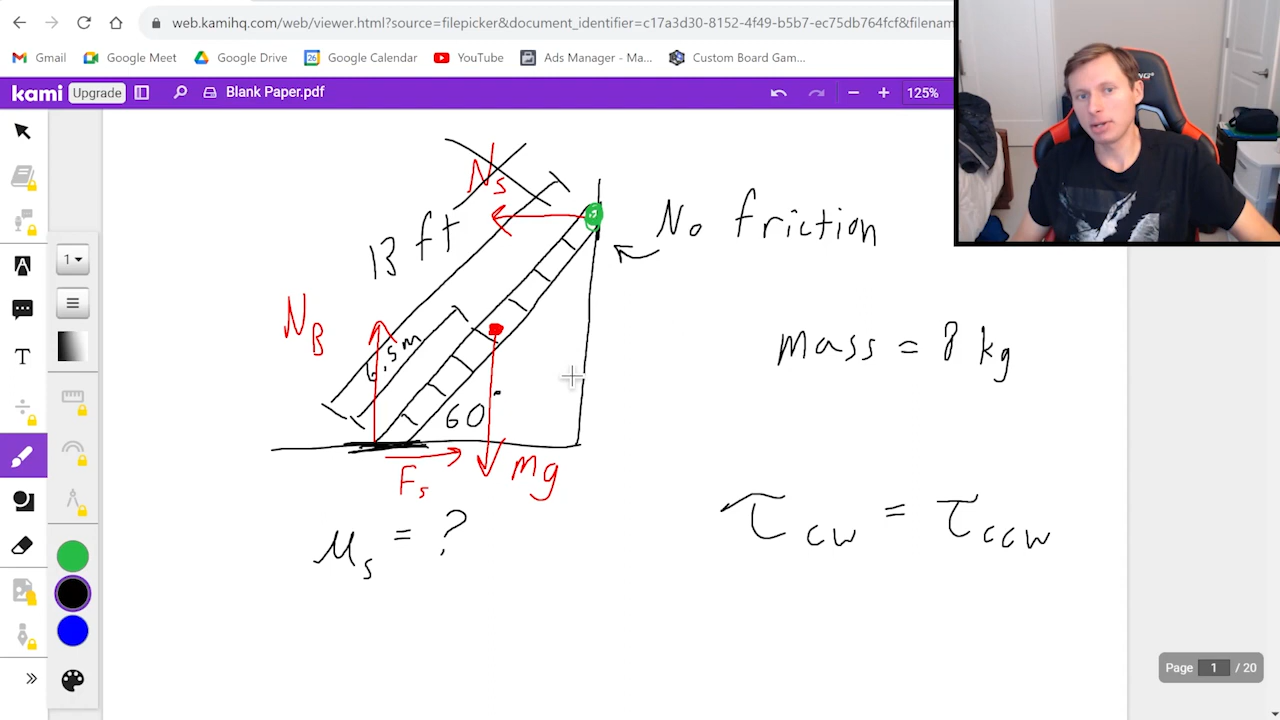 web.kamihq.com/web/viewer.html?source=filepicker&document_identifier=c17a3d30-8152-4f49-b5b7-ec75db764fcf&filenam
Gmail
Google Meet
Google Drive
26
Google Calendar
YouTube
Ads Manager - Ma...
Custom Board Gam...
kami
Upgrade
Blank Paper.pdf
125%
Ns
13 ft
No friction
NB
6.5m
mass = 8 kg
60°
Fs
mg
μs = ?
τcw = τccw
1
T
Page 1 / 20